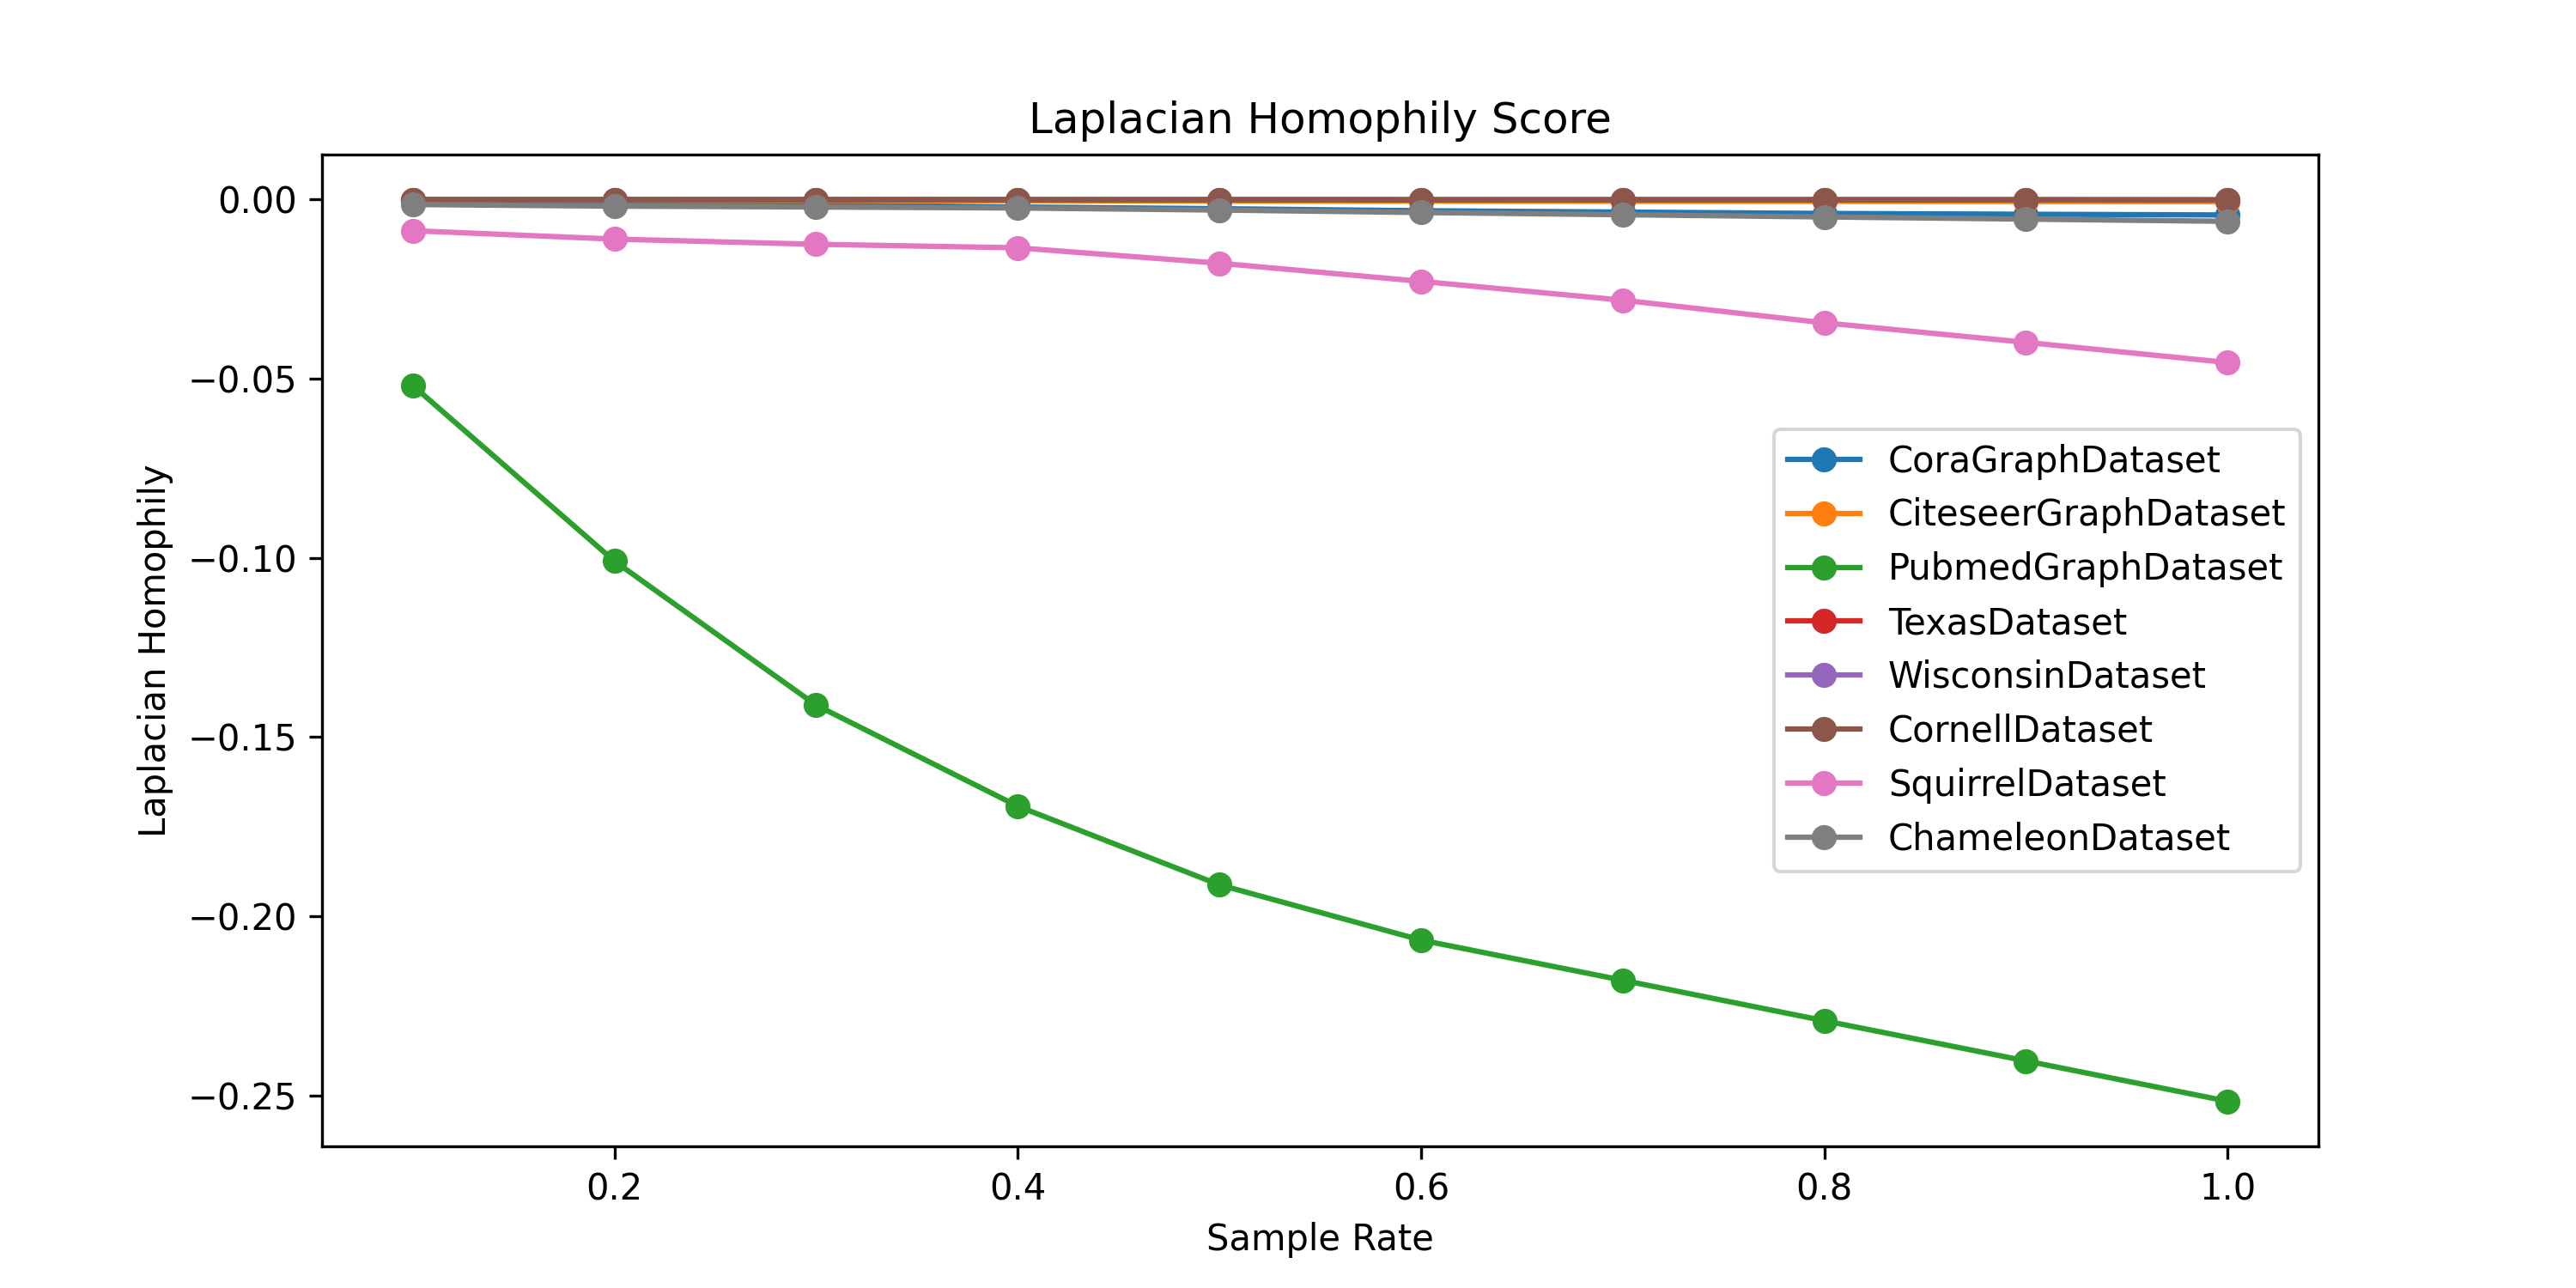 Laplacian Homophily Score
Laplacian Homophily
0.00
−0.05
−0.10
−0.15
−0.20
−0.25
CoraGraphDataset
CiteseerGraphDataset
PubmedGraphDataset
TexasDataset
WisconsinDataset
CornellDataset
SquirrelDataset
ChameleonDataset
0.2 0.4 0.6 0.8 1.0
Sample Rate